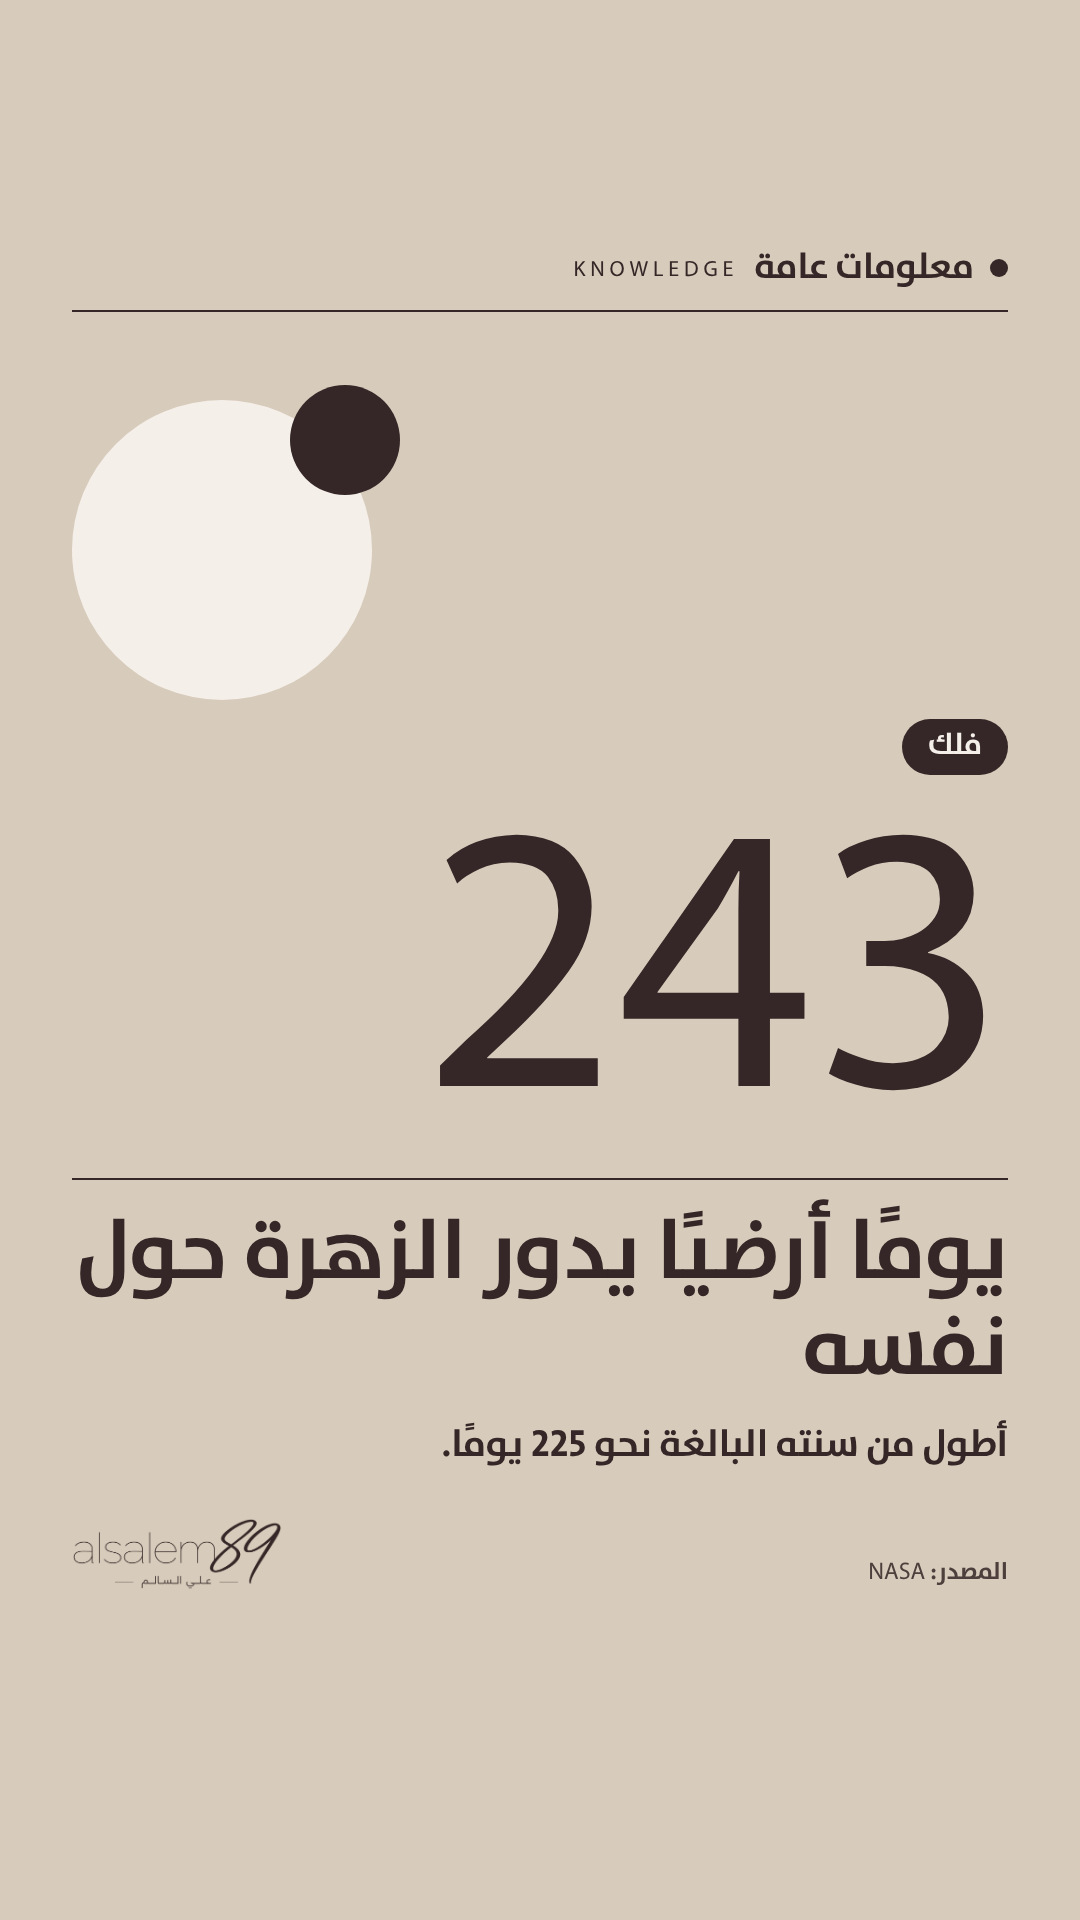 معلومات عامة KNOWLEDGE
فلك
243
يومًا أرضيًا يدور الزهرة حول
نفسه
أطول من سنته البالغة نحو 225 يومًا.
المصدر: NASA
alsalem89
علي السالم